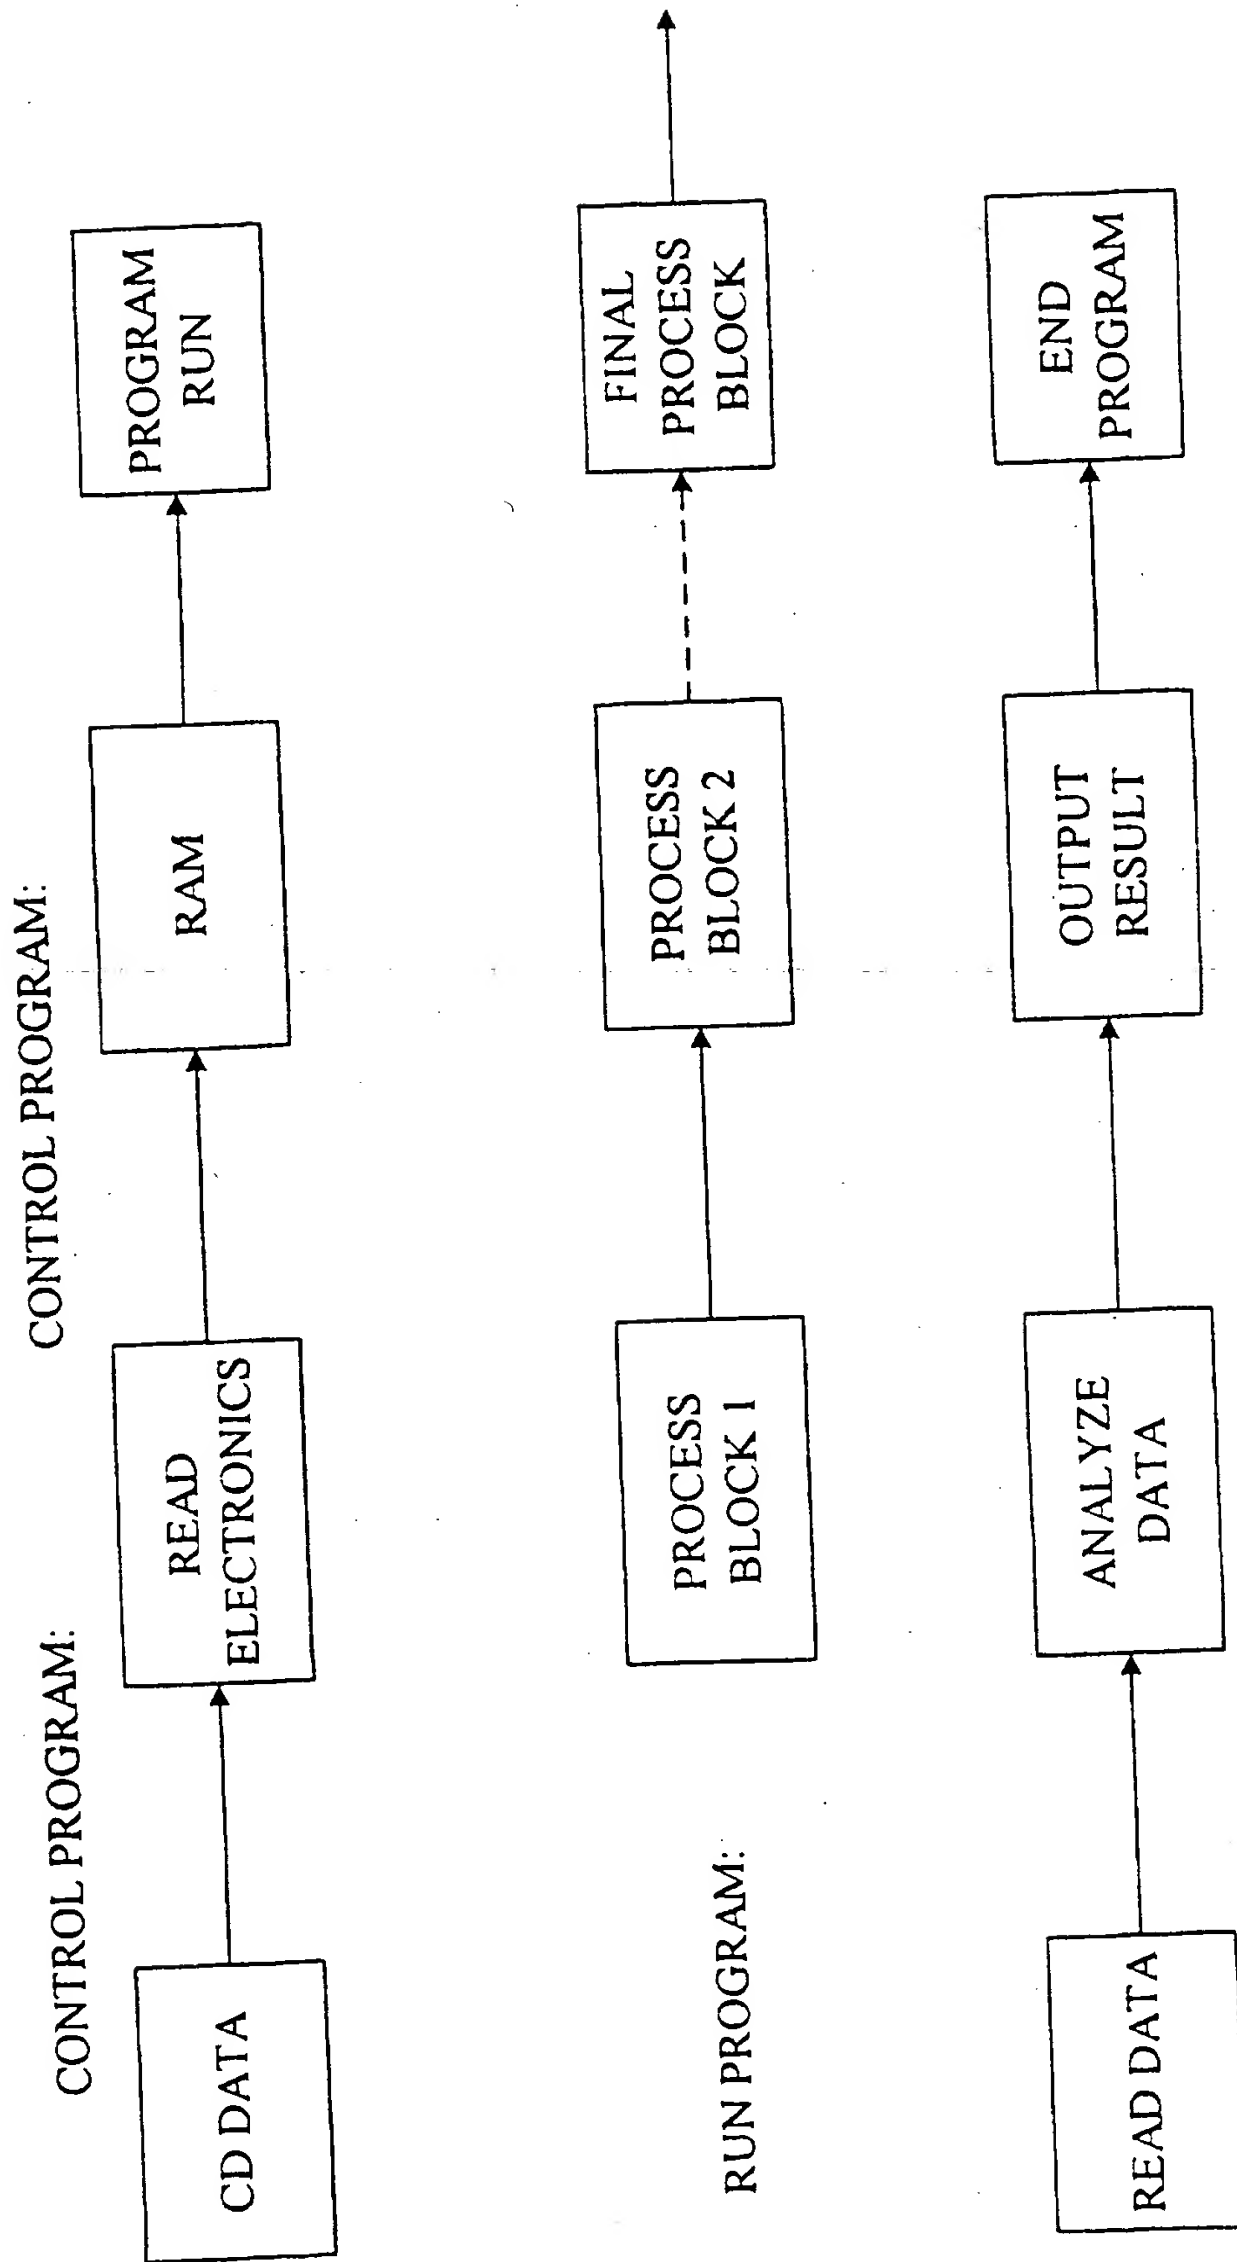 CONTROL PROGRAM:
CONTROL PROGRAM:
CD DATA
READ
ELECTRONICS
RAM
PROGRAM
RUN
RUN PROGRAM:
PROCESS
BLOCK 1
PROCESS
BLOCK 2
FINAL
PROCESS
BLOCK
READ DATA
ANALYZE
DATA
OUTPUT
RESULT
END
PROGRAM